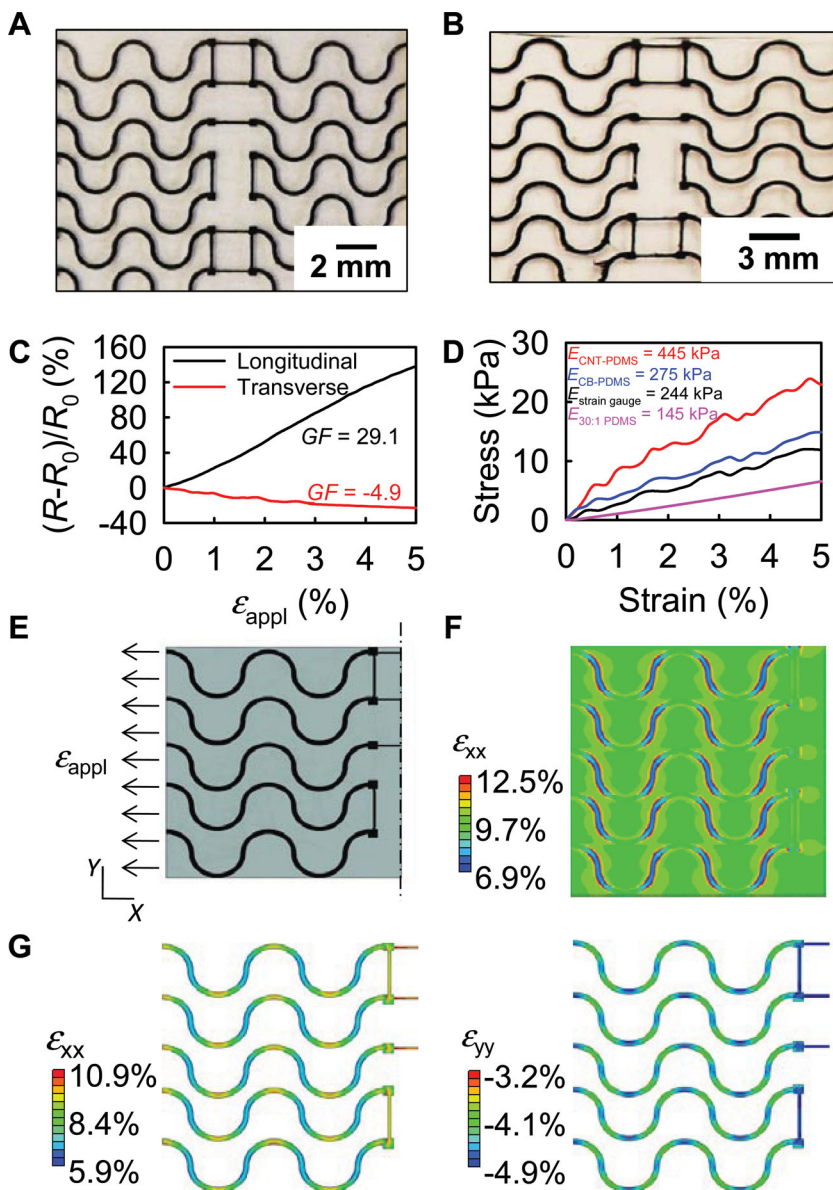 A
B
2 mm
3 mm
C
D
(R-R0)/R0 (%)
160
120
80
40
0
-40
Longitudinal
Transverse
GF = 29.1
GF = -4.9
0 1 2 3 4 5
εappl (%)
Stress (kPa)
30
20
10
0
ECNT-PDMS = 445 kPa
ECB-PDMS = 275 kPa
Estrain gauge = 244 kPa
E30:1 PDMS = 145 kPa
0 1 2 3 4 5
Strain (%)
E
F
εappl
Y
X
εxx
12.5%
9.7%
6.9%
G
εxx
10.9%
8.4%
5.9%
εyy
-3.2%
-4.1%
-4.9%